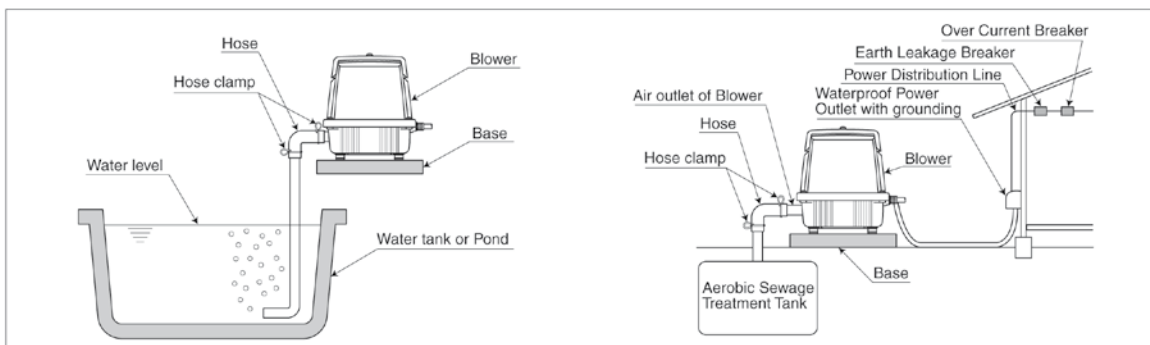 Hose
Blower
Hose clamp
Base
Water level
Water tank or Pond
Over Current Breaker
Earth Leakage Breaker
Power Distribution Line
Waterproof Power
Outlet with grounding
Air outlet of Blower
Hose
Blower
Hose clamp
Base
Aerobic Sewage
Treatment Tank